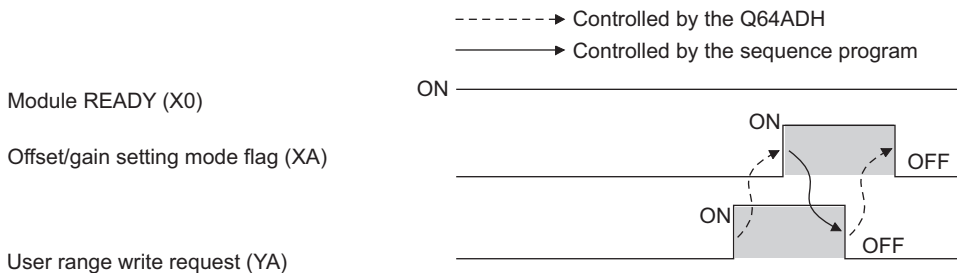 Controlled by the Q64ADH
Controlled by the sequence program
Module READY (X0)
ON
ON
Offset/gain setting mode flag (XA)
OFF
ON
OFF
User range write request (YA)